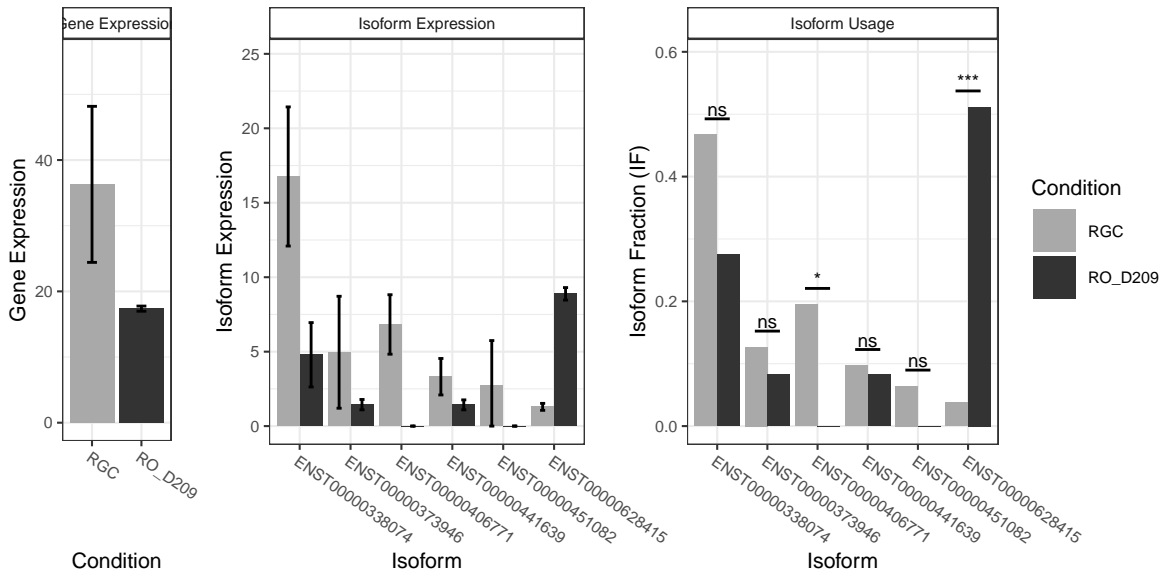 Gene Expression
Gene Expression
40
20
0
RGC
RO_D209
Condition
Isoform Expression
Isoform Expression
25
20
15
10
5
0
ENST00000338074
ENST00000373946
ENST00000406771
ENST00000441639
ENST00000451082
ENST00000628415
Isoform
Isoform Usage
Isoform Fraction (IF)
0.6
0.4
0.2
0.0
ns
ns
*
ns
ns
***
ENST00000338074
ENST00000373946
ENST00000406771
ENST00000441639
ENST00000451082
ENST00000628415
Isoform
Condition
RGC
RO_D209